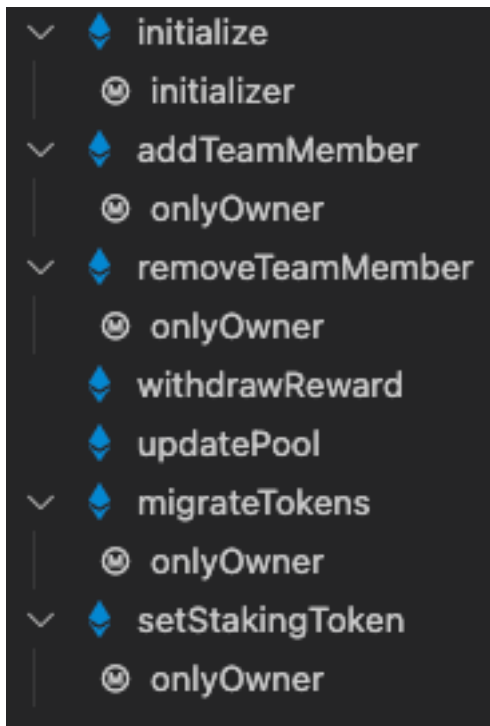 initialize
initializer
addTeamMember
onlyOwner
removeTeamMember
onlyOwner
withdrawReward
updatePool
migrateTokens
onlyOwner
setStakingToken
onlyOwner